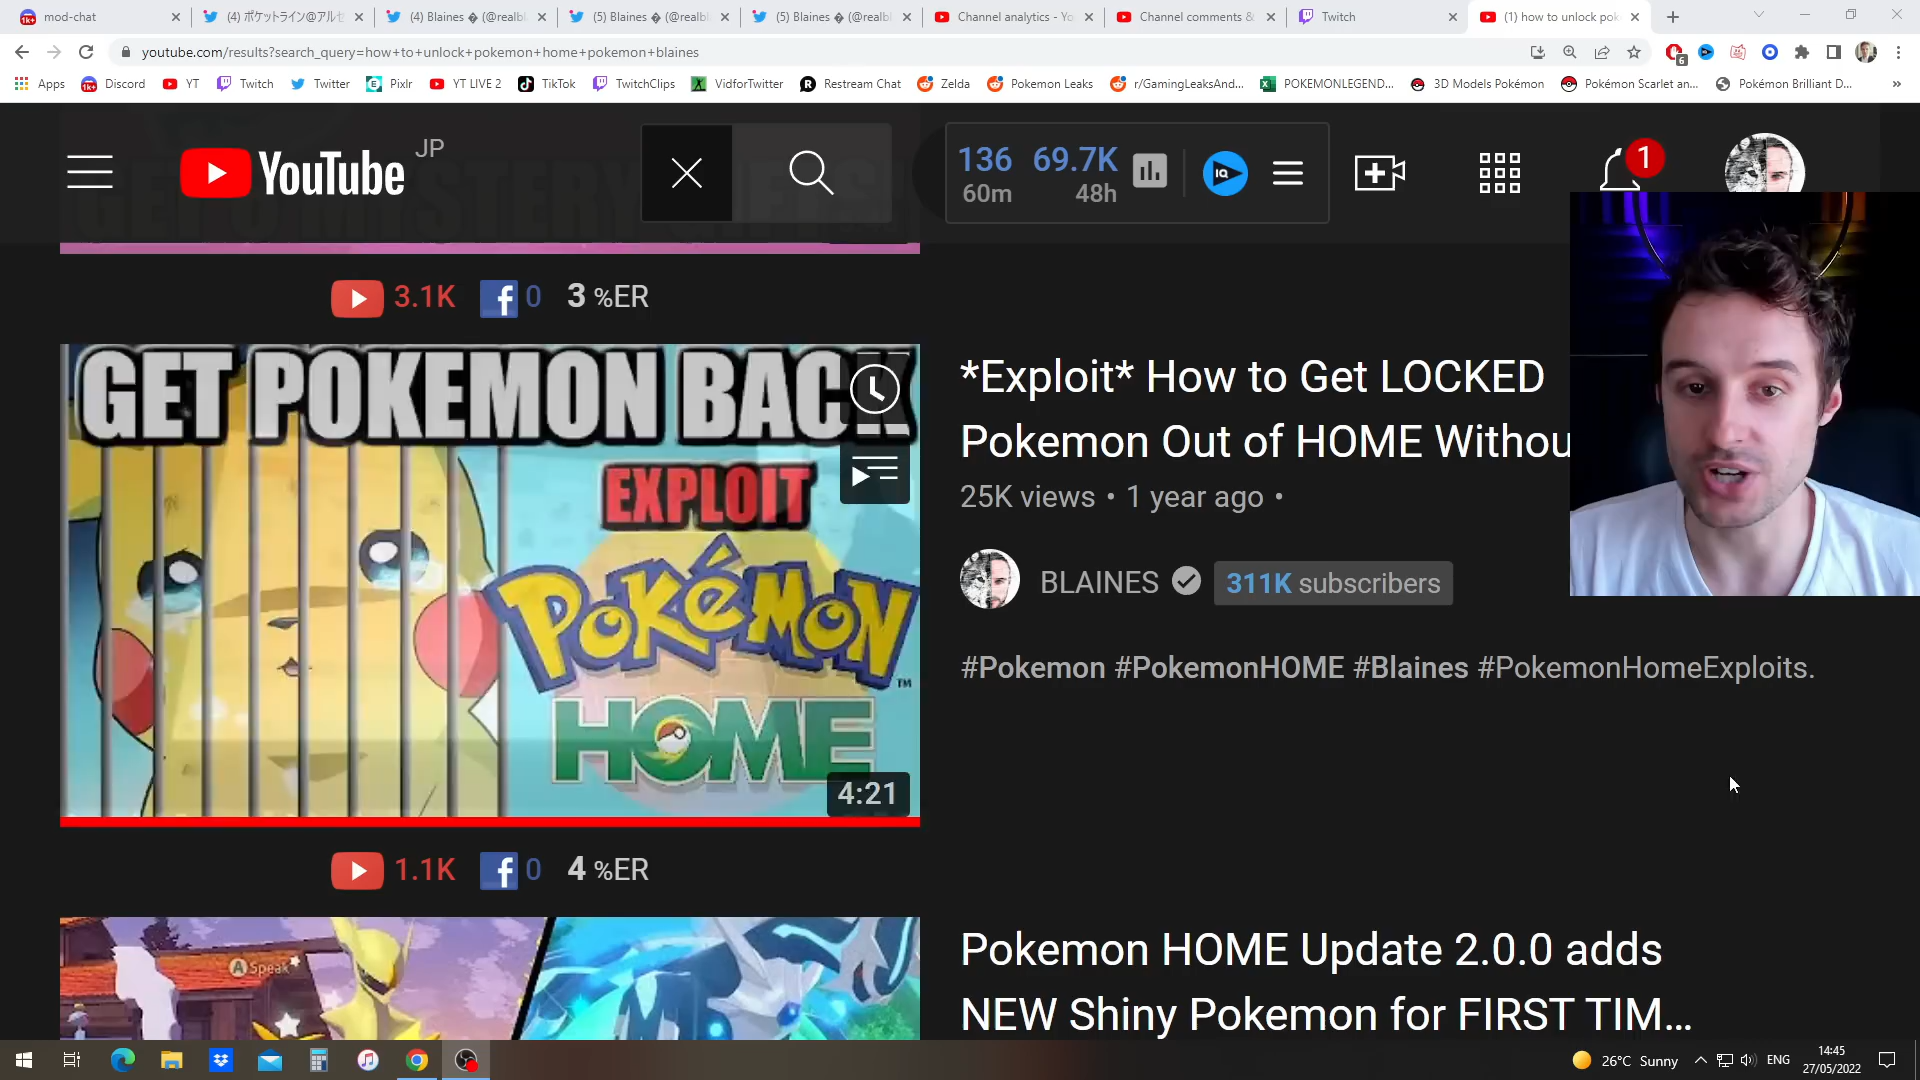 mod-chat
(4) ポケットライン@アルセ
(4) Blaines � (@realbl
(5) Blaines � (@realbl
(5) Blaines � (@realbl
Channel analytics - Yo
Channel comments &
Twitch
(1) how to unlock pok
youtube.com/results?search_query=how+to+unlock+pokemon+home+pokemon+blaines
6
Apps
Discord
YT
Twitch
Twitter
Pixlr
YT LIVE 2
TikTok
TwitchClips
VidforTwitter
Restream Chat
Zelda
Pokemon Leaks
r/GamingLeaksAnd...
POKEMONLEGEND...
3D Models Pokémon
Pokémon Scarlet an...
Pokémon Brilliant D...
»
YouTube JP
136 69.7K
60m 48h
IQ
1
3.1K 0 3 %ER
GET POKEMON BACK
EXPLOIT
POKÉMON
TM
HOME
4:21
*Exploit* How to Get LOCKED
Pokemon Out of HOME Withou
25K views • 1 year ago •
BLAINES 311K subscribers
#Pokemon #PokemonHOME #Blaines #PokemonHomeExploits.
1.1K 0 4 %ER
A Speak
Pokemon HOME Update 2.0.0 adds
NEW Shiny Pokemon for FIRST TIM...
26°C Sunny
ENG
14:45
27/05/2022